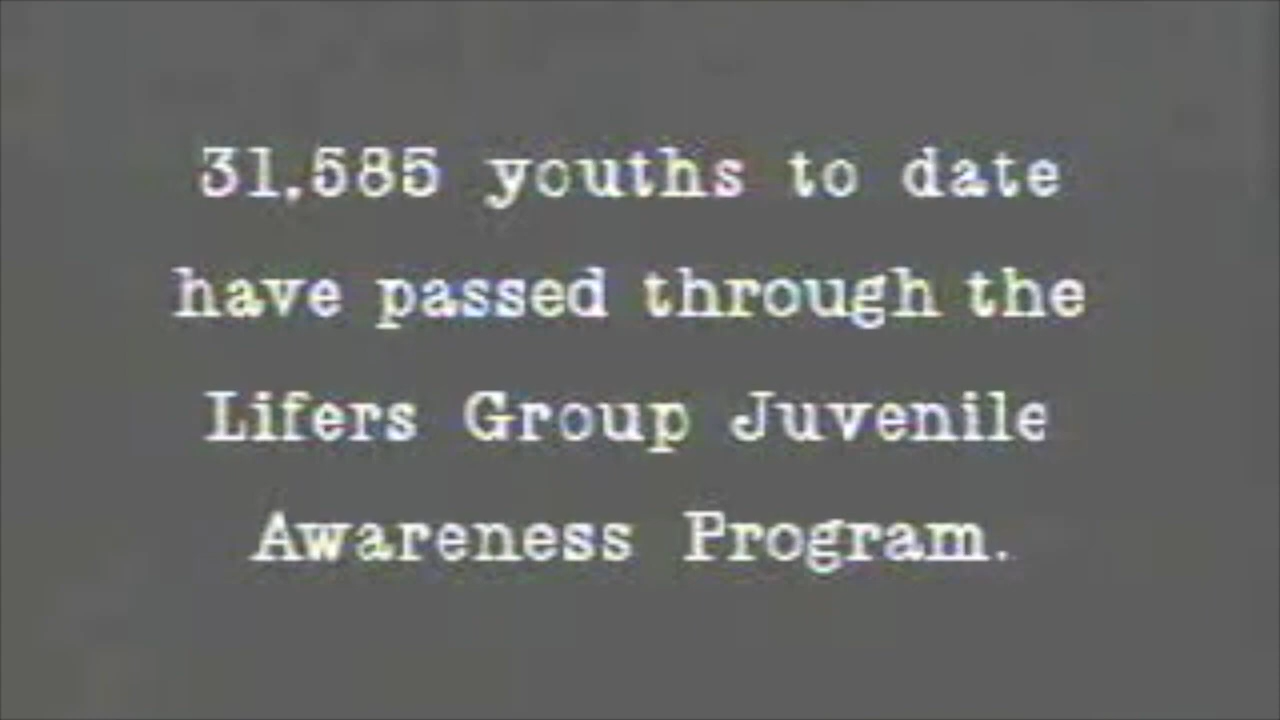 31,585 youths to date
have passed through the
Lifers Group Juvenile
Awareness Program.